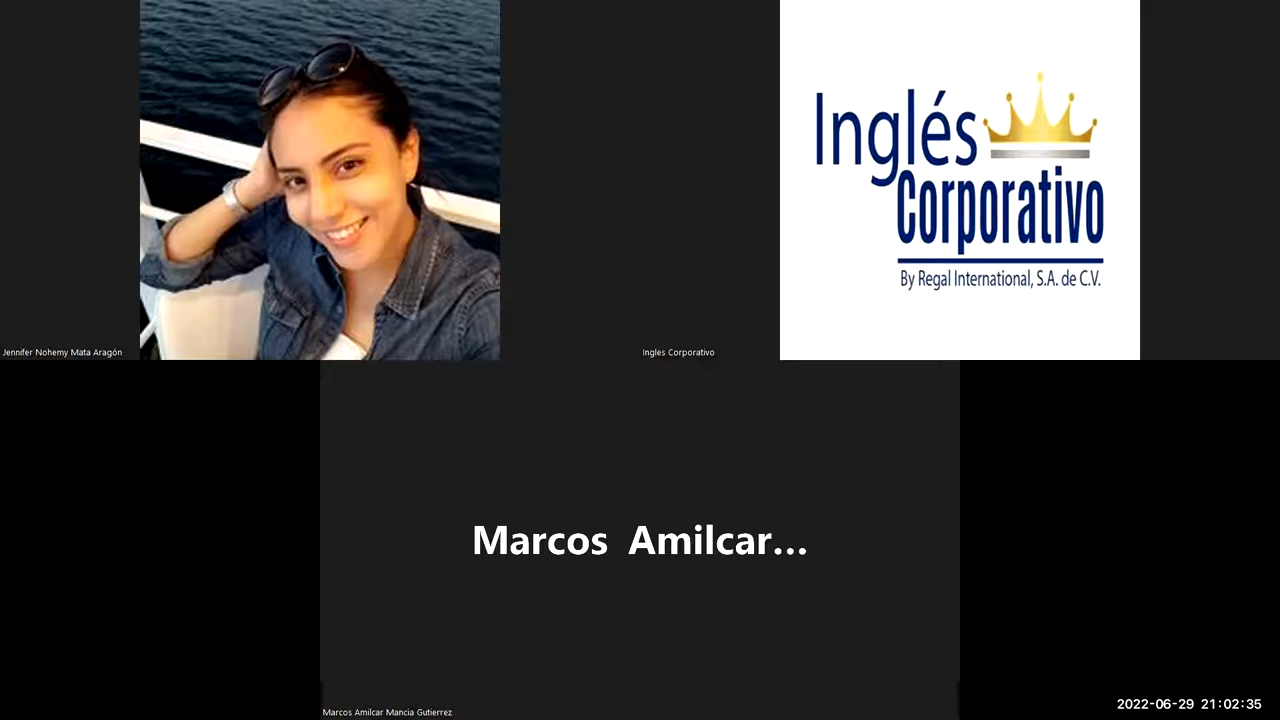 Inglés
Corporativo
By Regal International, S.A. de C.V.
Jennifer Nohemy Mata Aragón
Ingles Corporativo
Marcos Amilcar...
Marcos Amilcar Mancia Gutierrez
2022-06-29 21:02:35